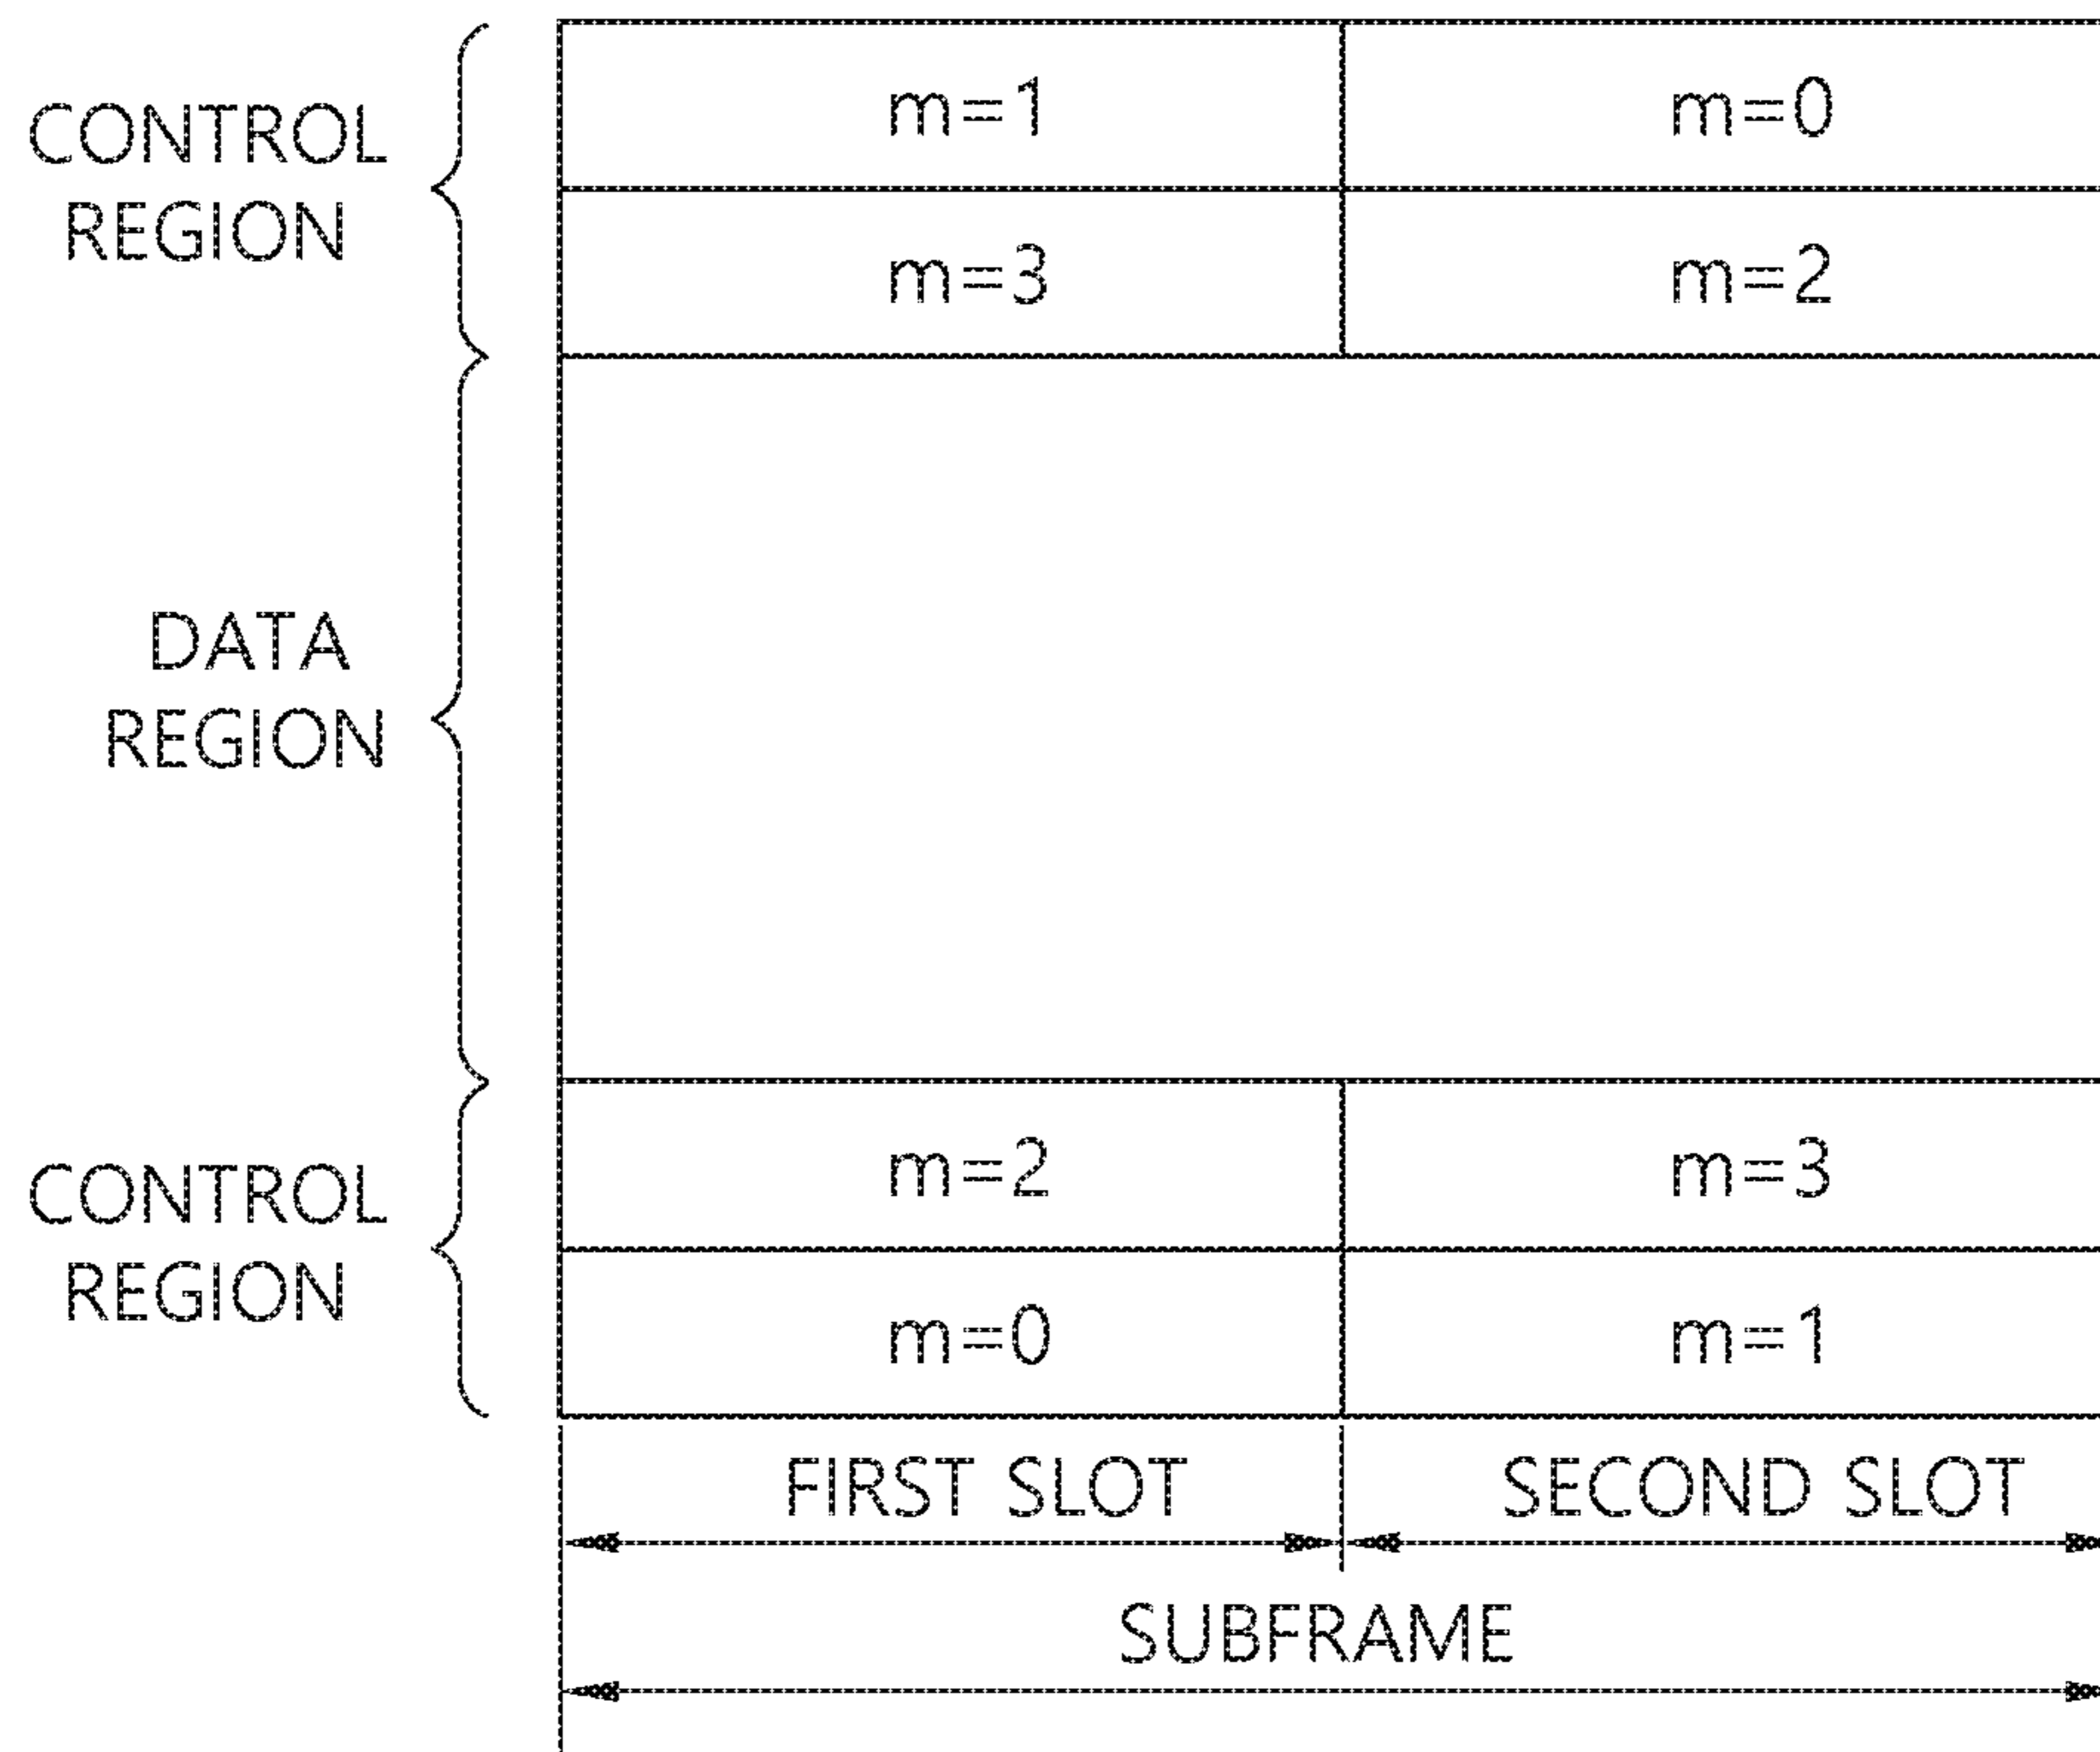 CONTROL
REGION
m=1
m=0
m=3
m=2
DATA
REGION
CONTROL
REGION
m=2
m=3
m=0
m=1
FIRST SLOT
SECOND SLOT
SUBFRAME